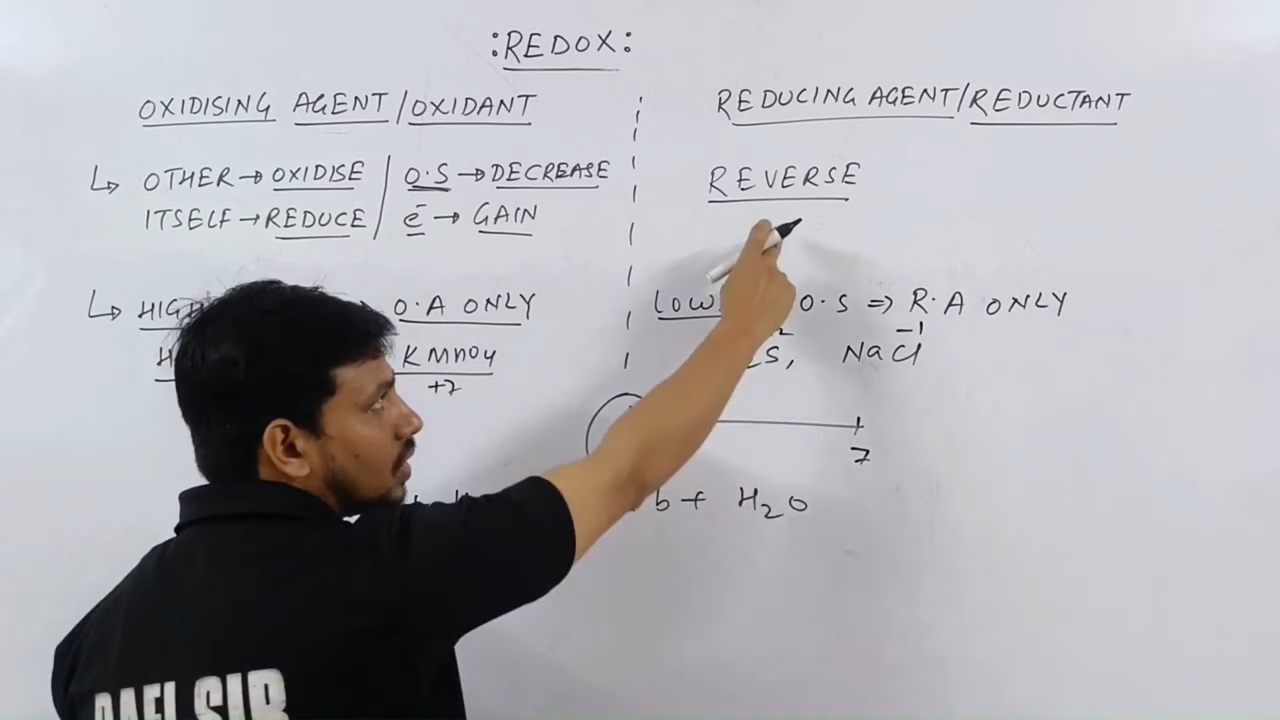 :REDOX:
OXIDISING AGENT/OXIDANT
OTHER→OXIDISE / O.S→DECREASE
ITSELF→REDUCE / e⁻→ GAIN
O.A ONLY
KMnO4
+7
REDUCING AGENT/REDUCTANT
REVERSE
O.S ⇒ R.A ONLY
S, NaCl⁻¹
7
b + H2O
SIR